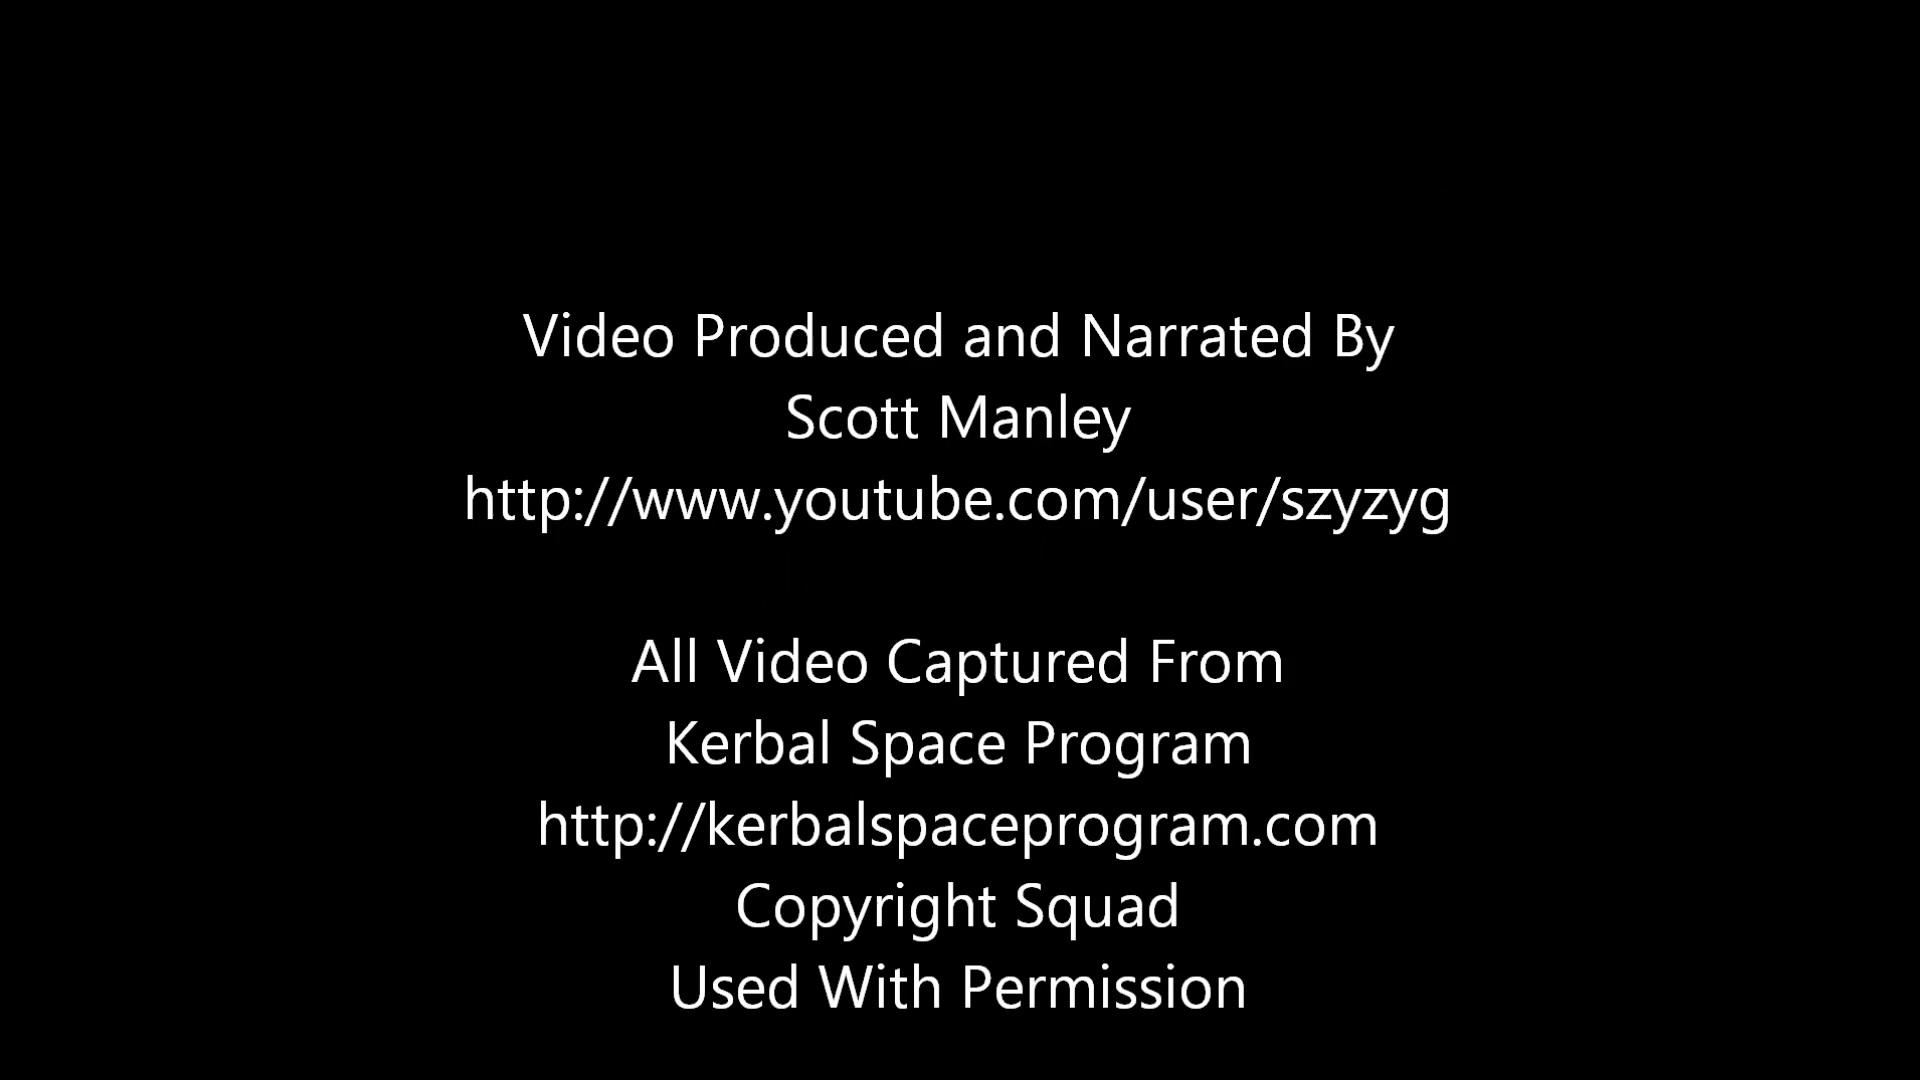 Video Produced and Narrated By
Scott Manley
http://www.youtube.com/user/szyzyg
All Video Captured From
Kerbal Space Program
http://kerbalspaceprogram.com
Copyright Squad
Used With Permission